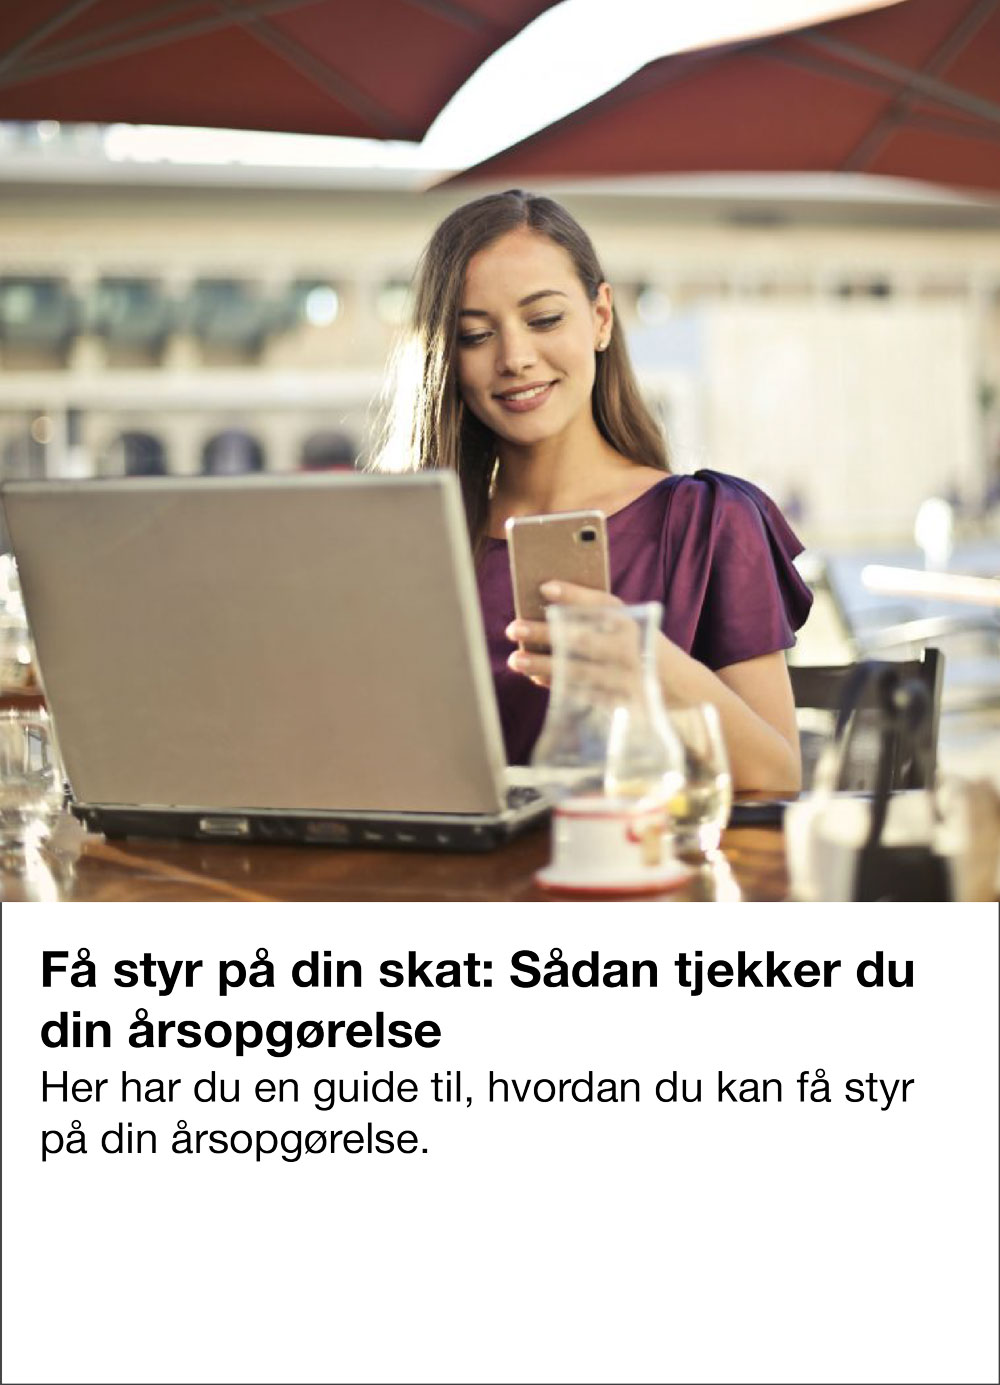 Få styr på din skat: Sådan tjekker du
din årsopgørelse
Her har du en guide til, hvordan du kan få styr
på din årsopgørelse.